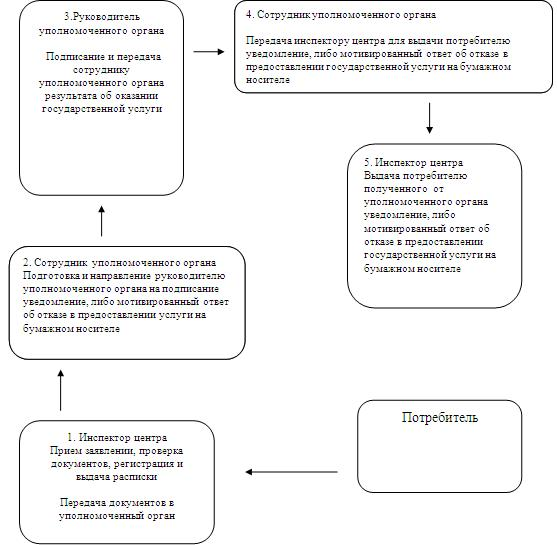 3.Руководитель
уполномоченного органа
Подписание и передача
сотруднику
уполномоченного органа
результата об оказании
государственной услуги
4. Сотрудник уполномоченного органа
Передача инспектору центра для выдачи потребителю
уведомление, либо мотивированный ответ об отказе в
предоставлении государственной услуги на бумажном
носителе
5. Инспектор центра
Выдача потребителю
полученного от
уполномоченного органа
уведомление, либо
мотивированный ответ об
отказе в предоставлении
государственной услуги на
бумажном носителе
2. Сотрудник уполномоченного органа
Подготовка и направление руководителю
уполномоченного органа на подписание
уведомление, либо мотивированный ответ
об отказе в предоставлении услуги на
бумажном носителе
1. Инспектор центра
Прием заявлении, проверка
документов, регистрация и
выдача расписки
Передача документов в
уполномоченный орган
Потребитель